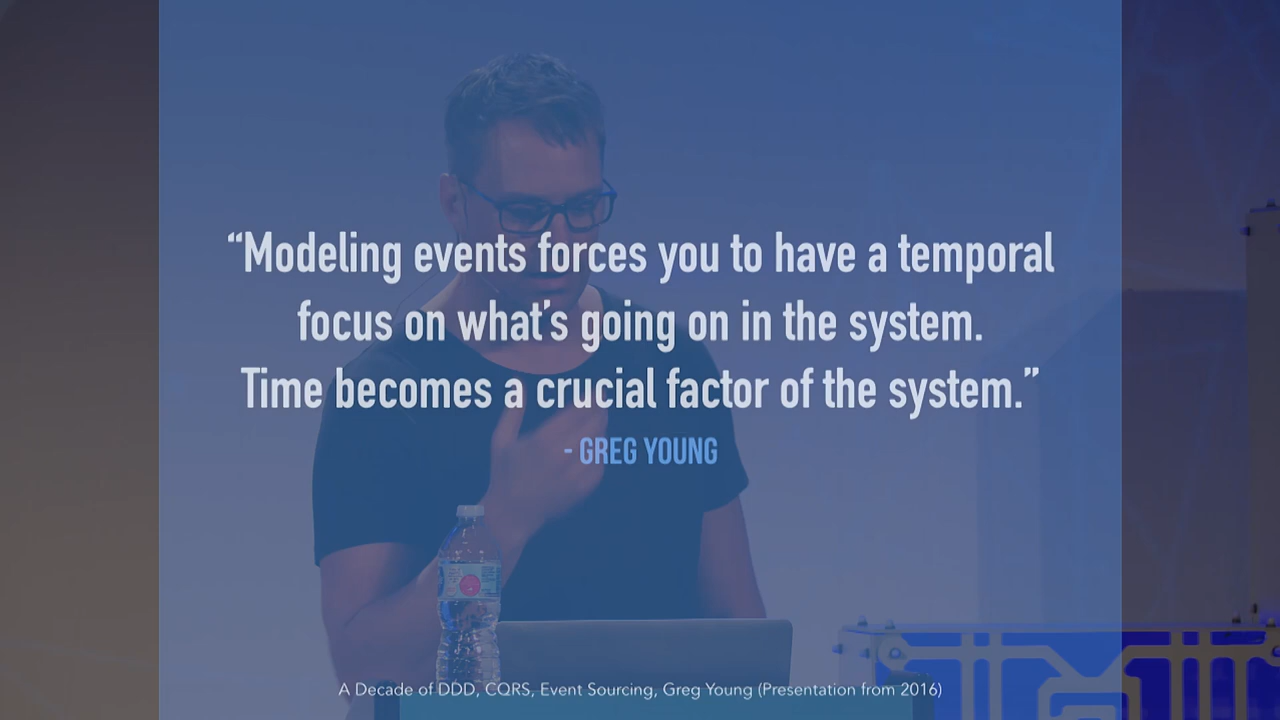 “Modeling events forces you to have a temporal
focus on what’s going on in the system.
Time becomes a crucial factor of the system.”
- GREG YOUNG
A Decade of DDD, CQRS, Event Sourcing, Greg Young (Presentation from 2016)